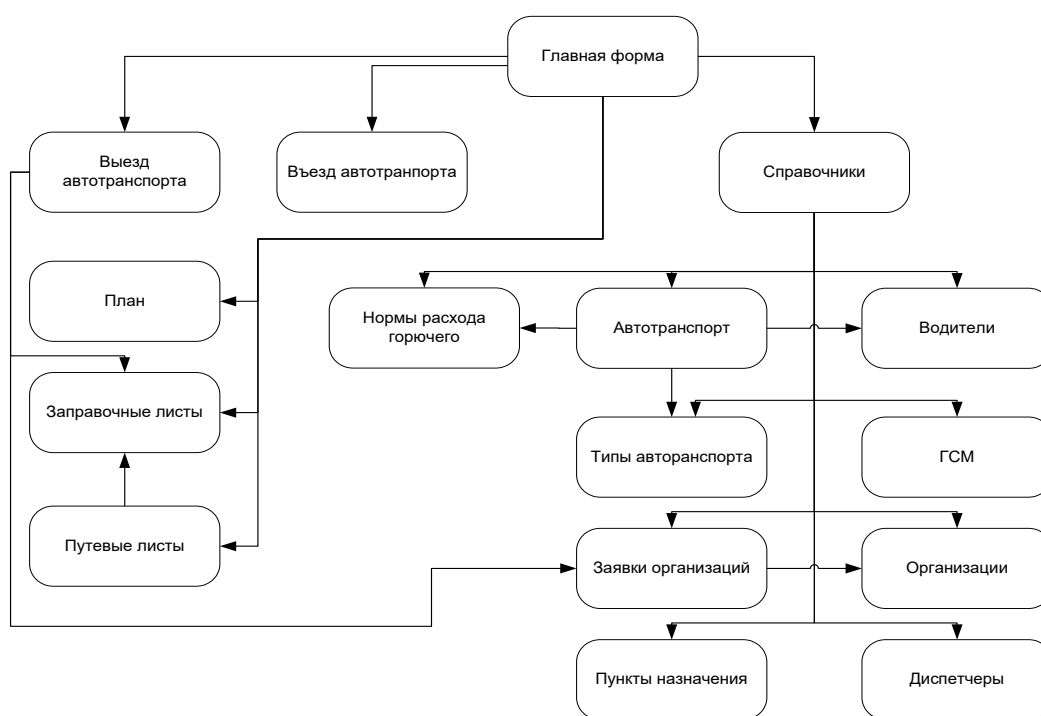 Главная форма
Выезд
автотранспорта
Въезд автотранпорта
Справочники
План
Нормы расхода
горючего
Автотранспорт
Водители
Заправочные листы
Типы авторанспорта
ГСМ
Путевые листы
Заявки организаций
Организации
Пункты назначения
Диспетчеры